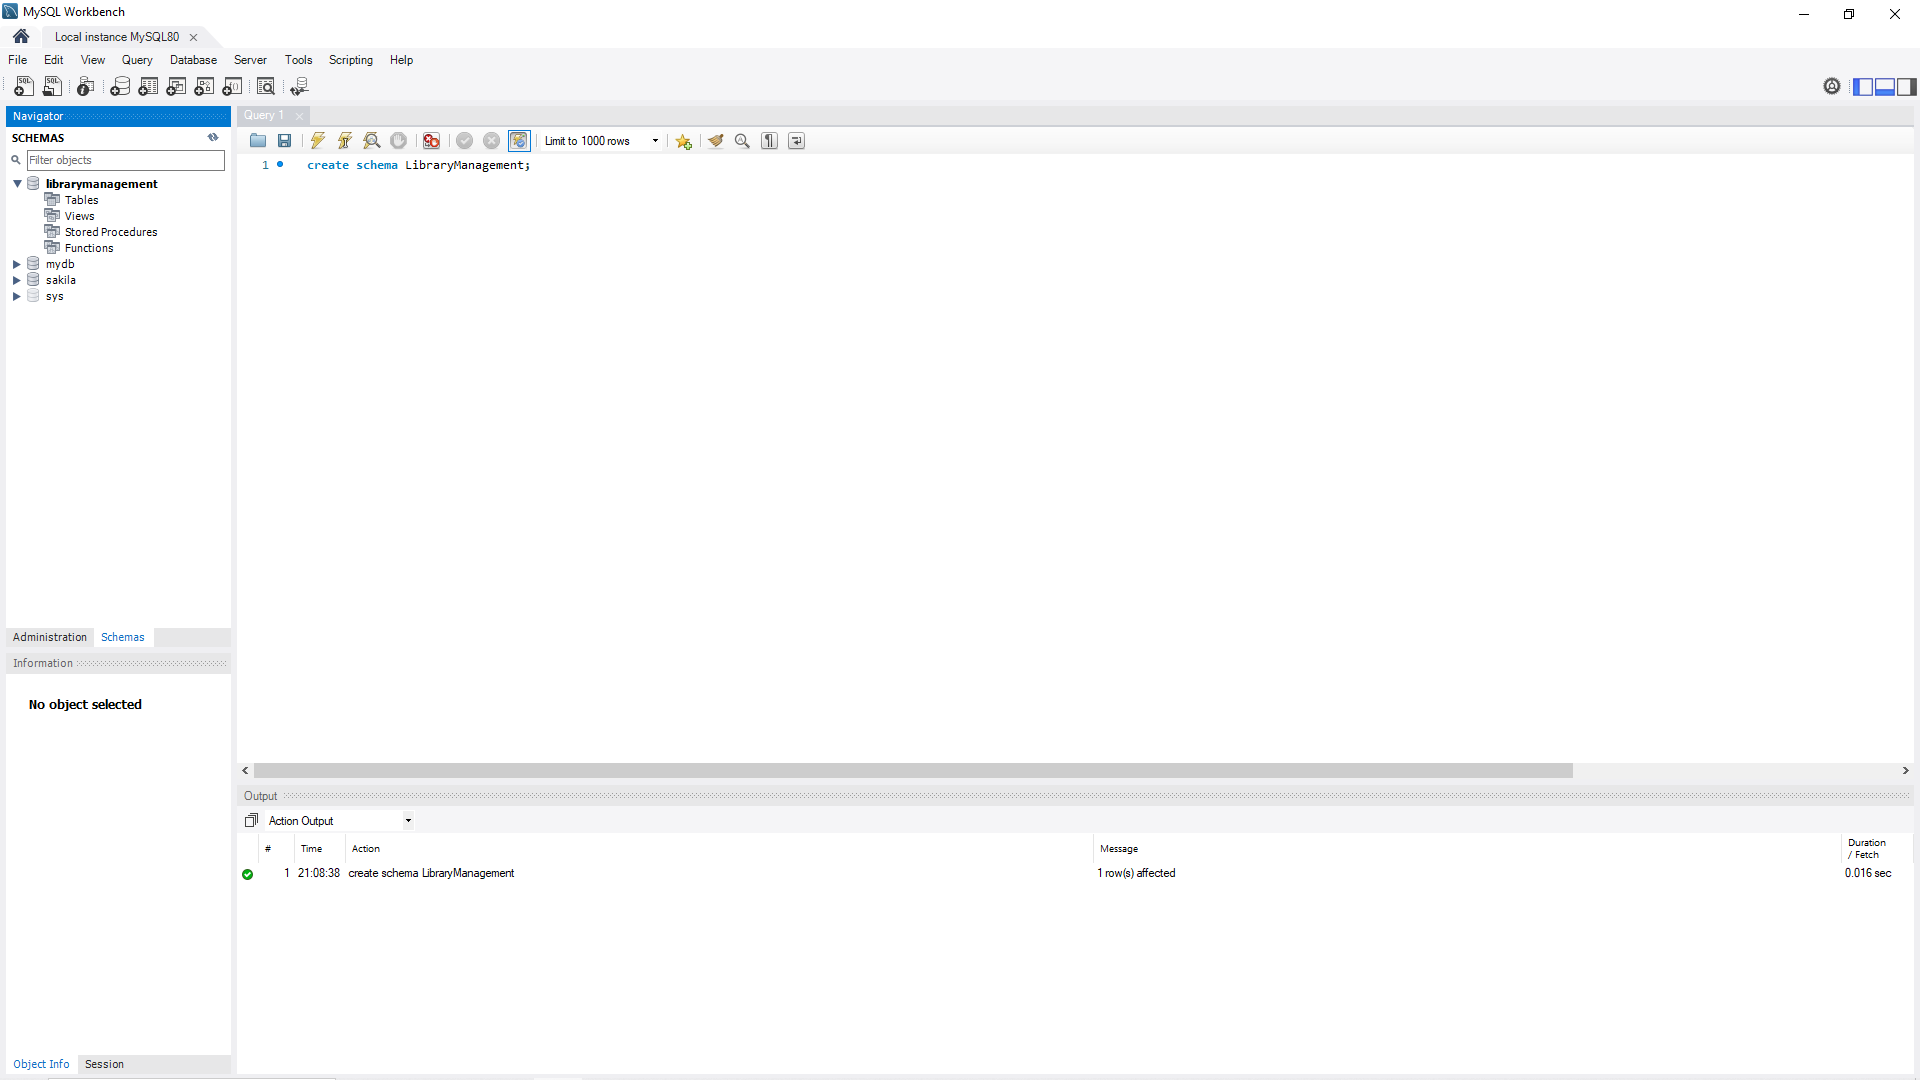 MySQL Workbench
Local instance MySQL80
File Edit View Query Database Server Tools Scripting Help
Navigator
SCHEMAS
Filter objects
librarymanagement
Tables
Views
Stored Procedures
Functions
mydb
sakila
sys
Administration Schemas
Information
No object selected
Object Info Session
Query 1
Limit to 1000 rows
1 create schema LibraryManagement;
Output
Action Output
# Time Action Message Duration / Fetch
1 21:08:38 create schema LibraryManagement 1 row(s) affected 0.016 sec